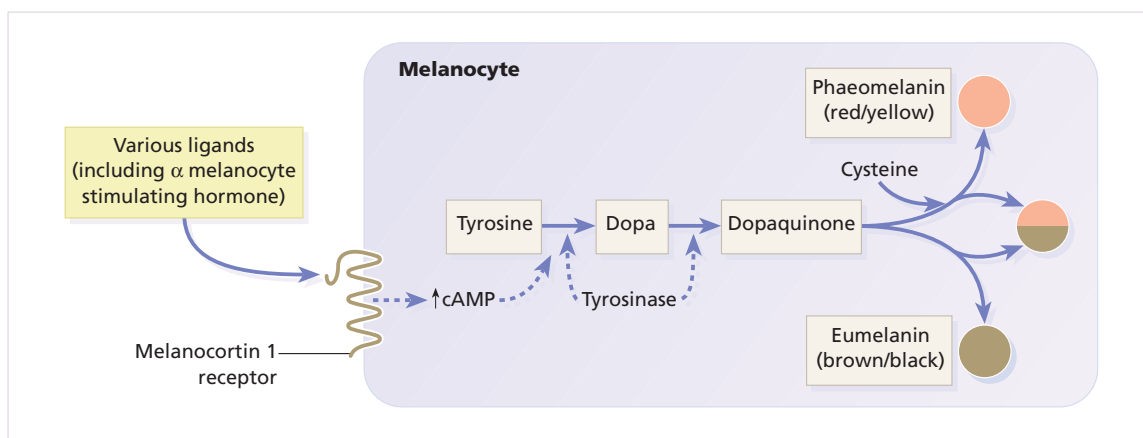 Melanocyte
Phaeomelanin
(red/yellow)
Various ligands
(including α melanocyte
stimulating hormone)
Cysteine
Tyrosine
Dopa
Dopaquinone
↑cAMP
Tyrosinase
Melanocortin 1
receptor
Eumelanin
(brown/black)